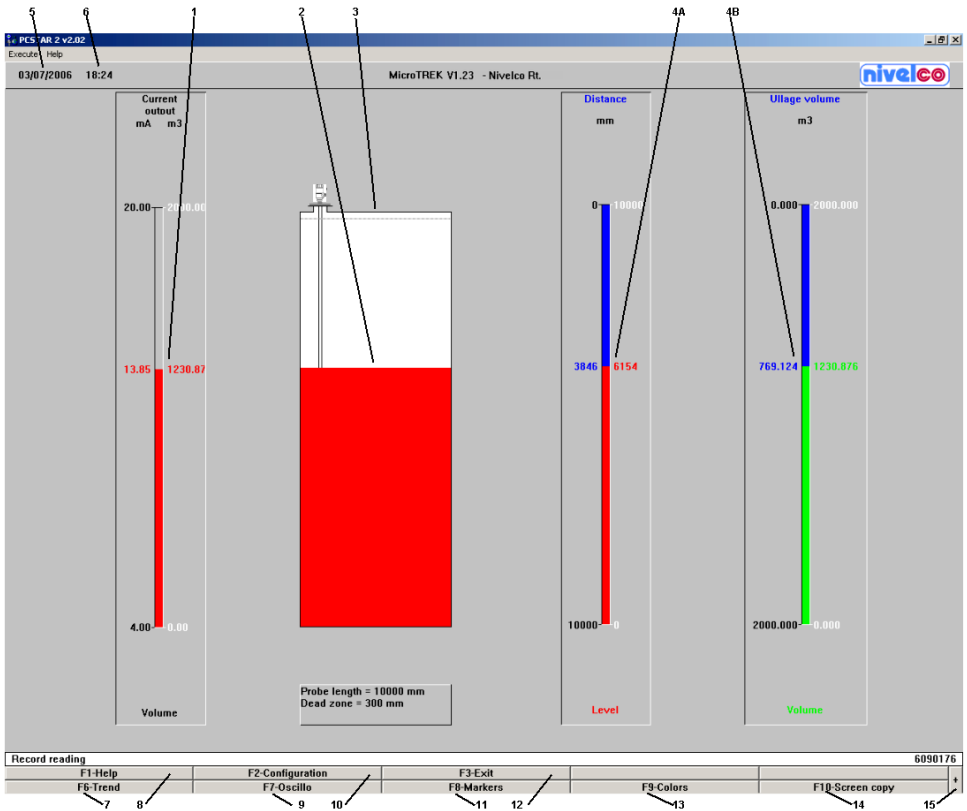 5 6 1 2 3 4A 4B
PCSTAR 2 v2.02
Execute Help
03/07/2006 18:24 MicroTREK V1.23 - Nivelco Rt. nivelco
Current
output
mA m3
Distance
mm
Ullage volume
m3
20.00 2000.00
0 10000
0.000 2000.000
13.85 1230.87
3846 6154
769.124 1230.876
4.00 0.00
10000 0
2000.000 0.000
Probe length = 10000 mm
Dead zone = 300 mm
Volume
Level
Volume
Record reading 6090176
F1-Help F2-Configuration F3-Exit
F6-Trend F7-Oscillo F8-Markers F9-Colors F10-Screen copy +
7 8 9 10 11 12 13 14 15